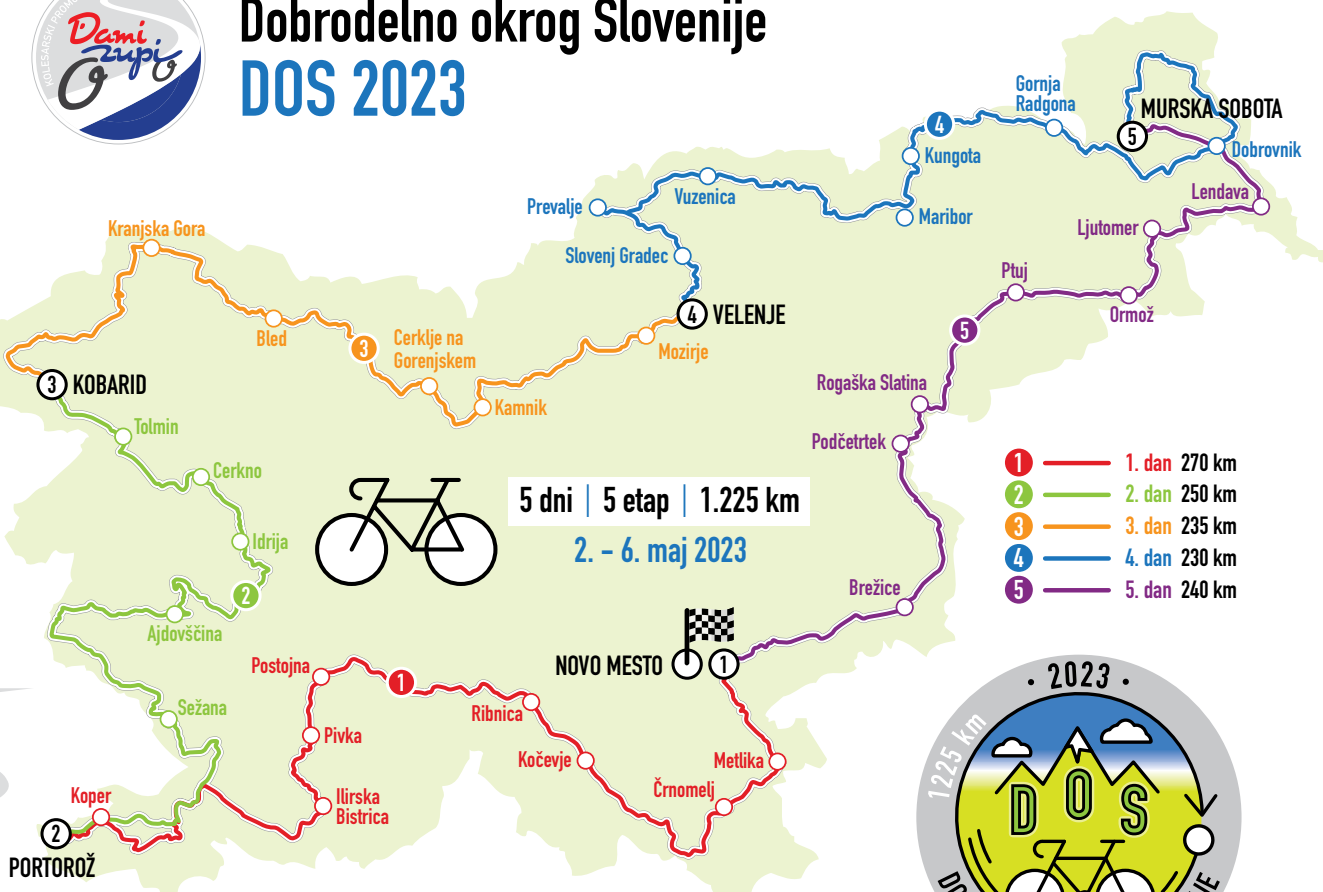 KOLESARSKI
Dami
Zupi
Dobrodelno okrog Slovenije
DOS 2023
Gornja
Radgona
MURSKA SOBOTA
5
4
Kungota
Dobrovnik
Prevalje
Vuzenica
Lendava
Maribor
Ljutomer
Kranjska Gora
Slovenj Gradec
Ptuj
4 VELENJE
Ormož
Bled
3
Cerklje na
Gorenjskem
Mozirje
5
3 KOBARID
Rogaška Slatina
Kamnik
Tolmin
Podčetrtek
Cerkno
1 1. dan 270 km
2 2. dan 250 km
3 3. dan 235 km
4 4. dan 230 km
5 5. dan 240 km
5 dni | 5 etap | 1.225 km
2. – 6. maj 2023
Idrija
2
Ajdovščina
Brežice
NOVO MESTO 1
Postojna
1
Ribnica
Sežana
Pivka
Kočevje
Metlika
Črnomelj
Koper
Ilirska
Bistrica
2
PORTOROŽ
· 2023 ·
1225 km
DOS